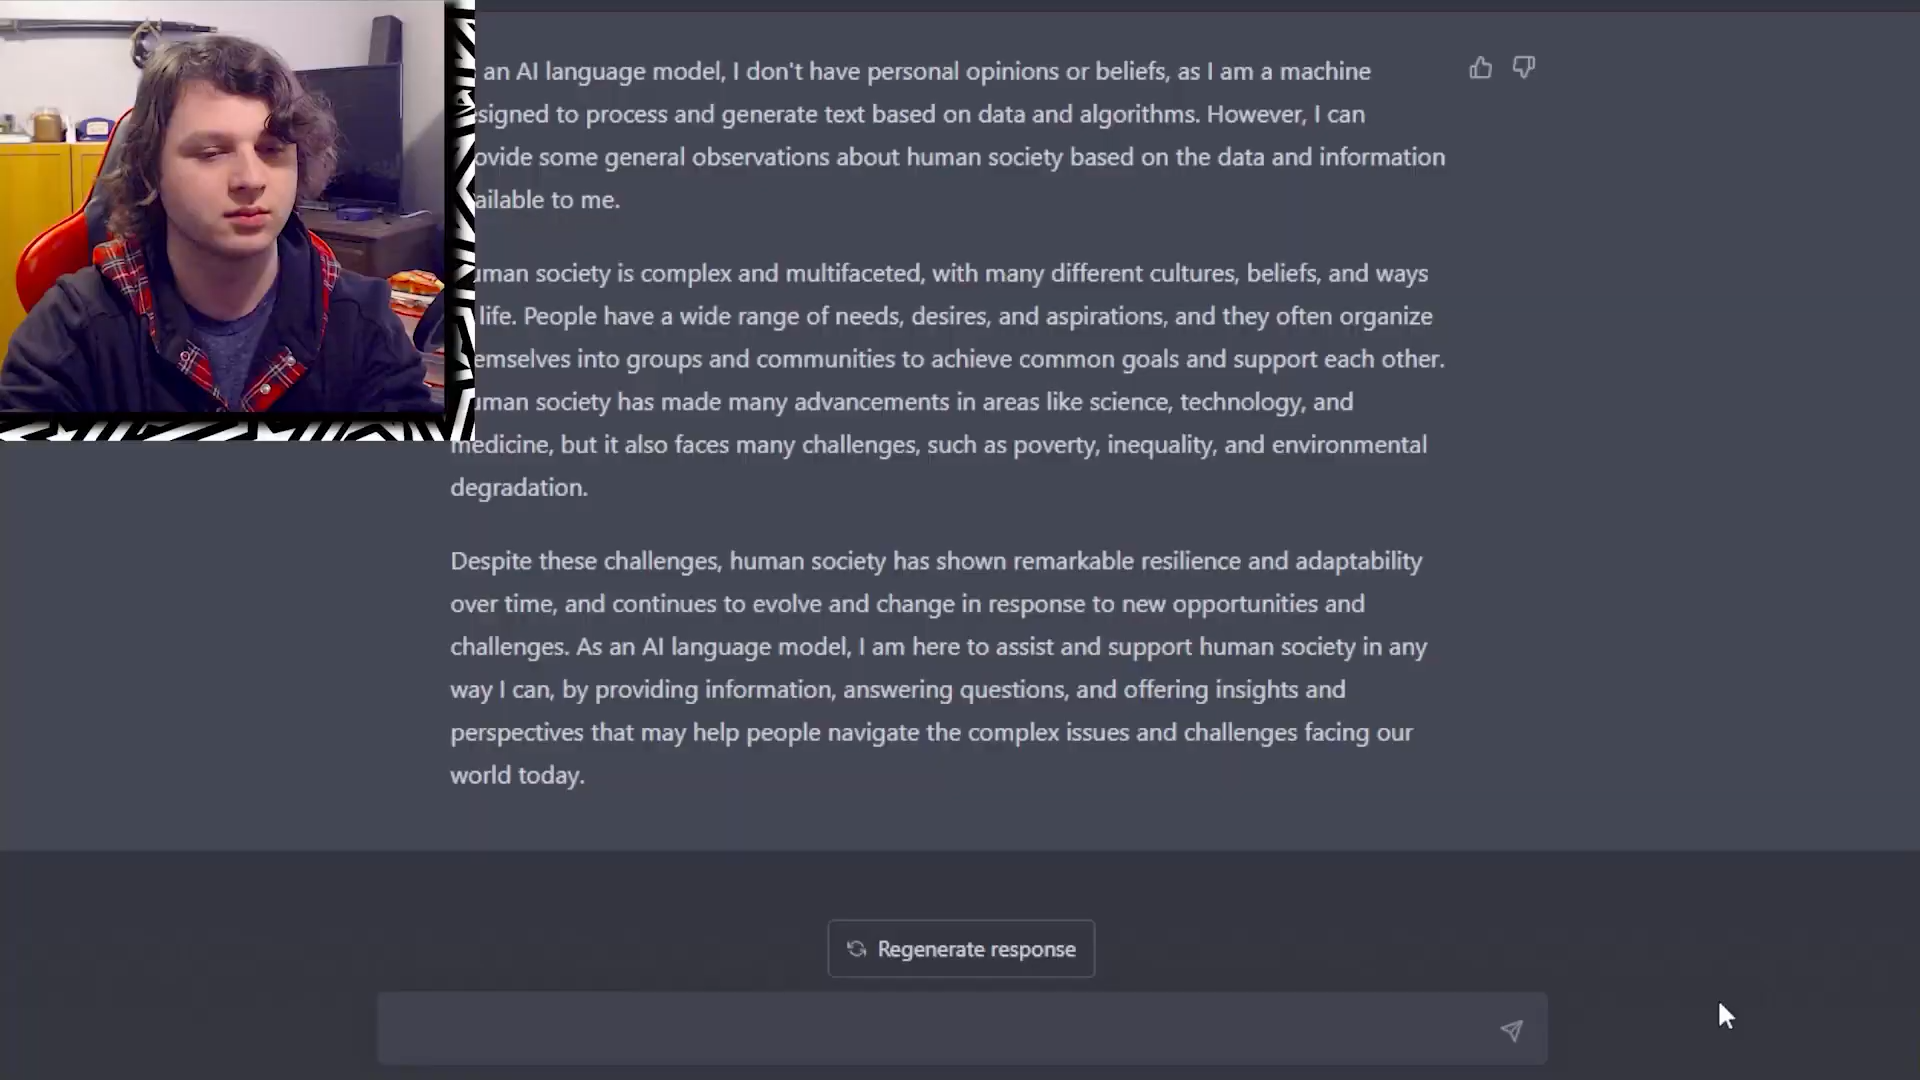 an AI language model, I don't have personal opinions or beliefs, as I am a machine
signed to process and generate text based on data and algorithms. However, I can
ovide some general observations about human society based on the data and information
ailable to me.
uman society is complex and multifaceted, with many different cultures, beliefs, and ways
life. People have a wide range of needs, desires, and aspirations, and they often organize
emselves into groups and communities to achieve common goals and support each other.
uman society has made many advancements in areas like science, technology, and
medicine, but it also faces many challenges, such as poverty, inequality, and environmental
degradation.
Despite these challenges, human society has shown remarkable resilience and adaptability
over time, and continues to evolve and change in response to new opportunities and
challenges. As an AI language model, I am here to assist and support human society in any
way I can, by providing information, answering questions, and offering insights and
perspectives that may help people navigate the complex issues and challenges facing our
world today.
Regenerate response